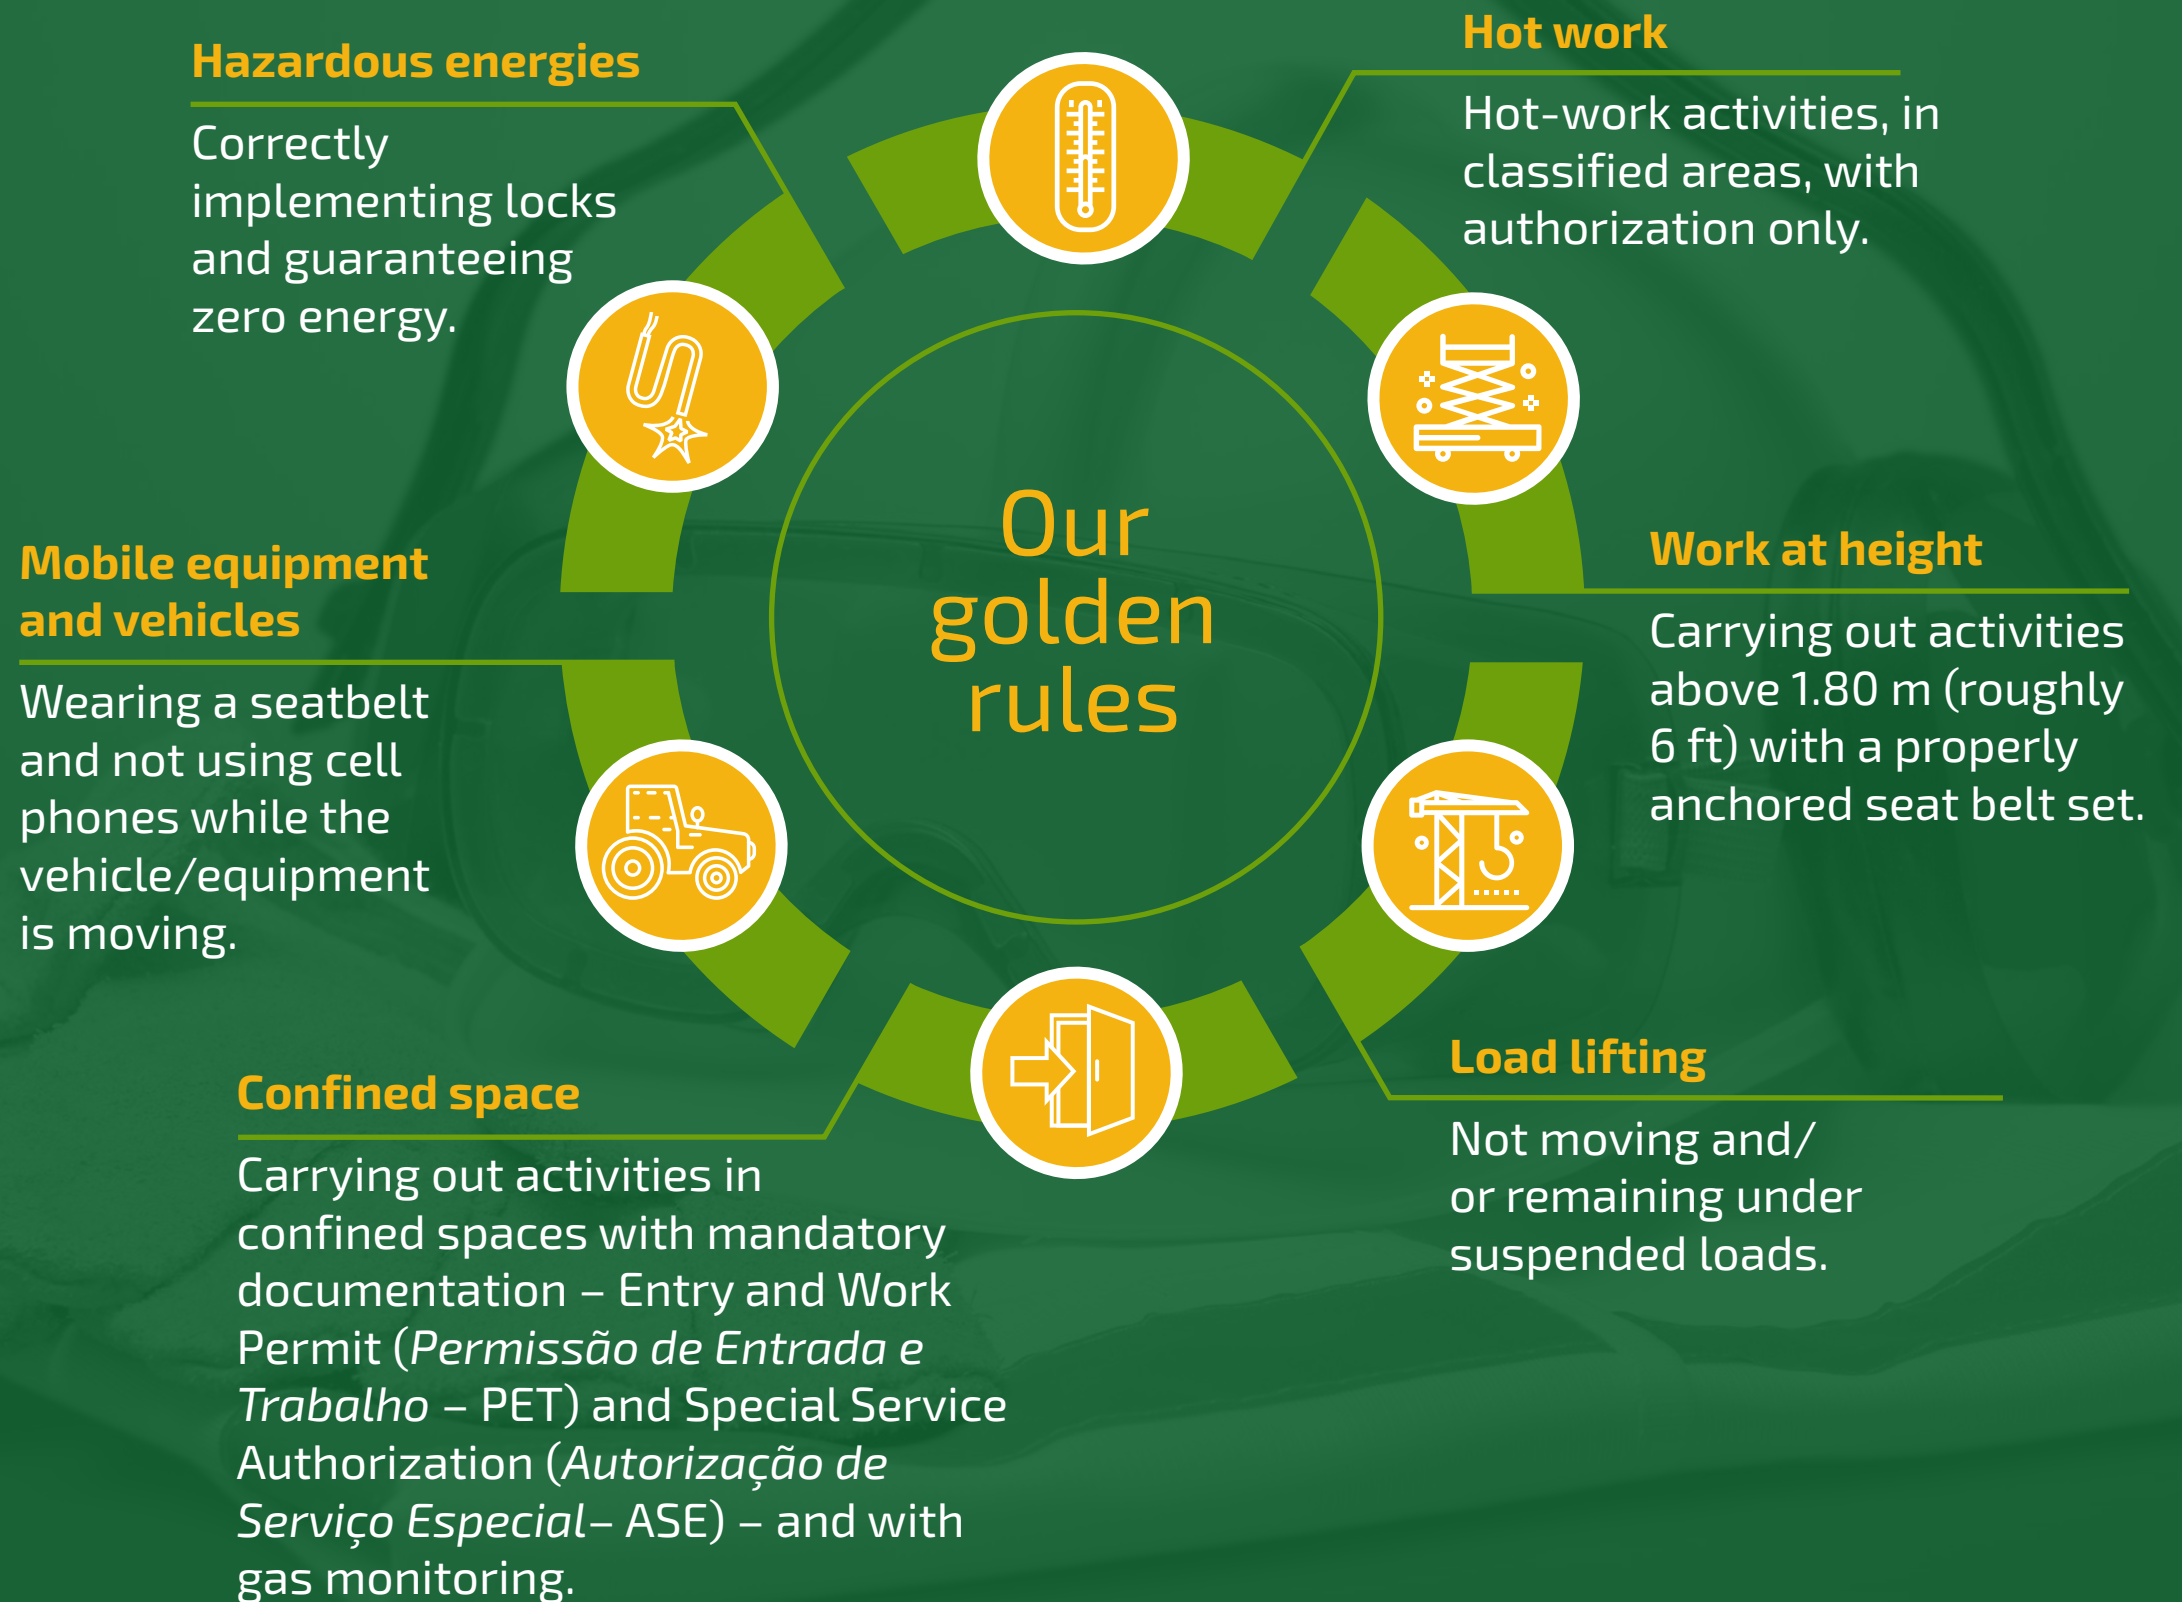 Our
golden
rules
Hot work
Hot-work activities, in
classified areas, with
authorization only.
Work at height
Carrying out activities
above 1.80 m (roughly
6 ft) with a properly
anchored seat belt set.
Load lifting
Not moving and/
or remaining under
suspended loads.
Confined space
Carrying out activities in
confined spaces with mandatory
documentation – Entry and Work
Permit (Permissão de Entrada e
Trabalho – PET) and Special Service
Authorization (Autorização de
Serviço Especial– ASE) – and with
gas monitoring.
Mobile equipment
and vehicles
Wearing a seatbelt
and not using cell
phones while the
vehicle/equipment
is moving.
Hazardous energies
Correctly
implementing locks
and guaranteeing
zero energy.